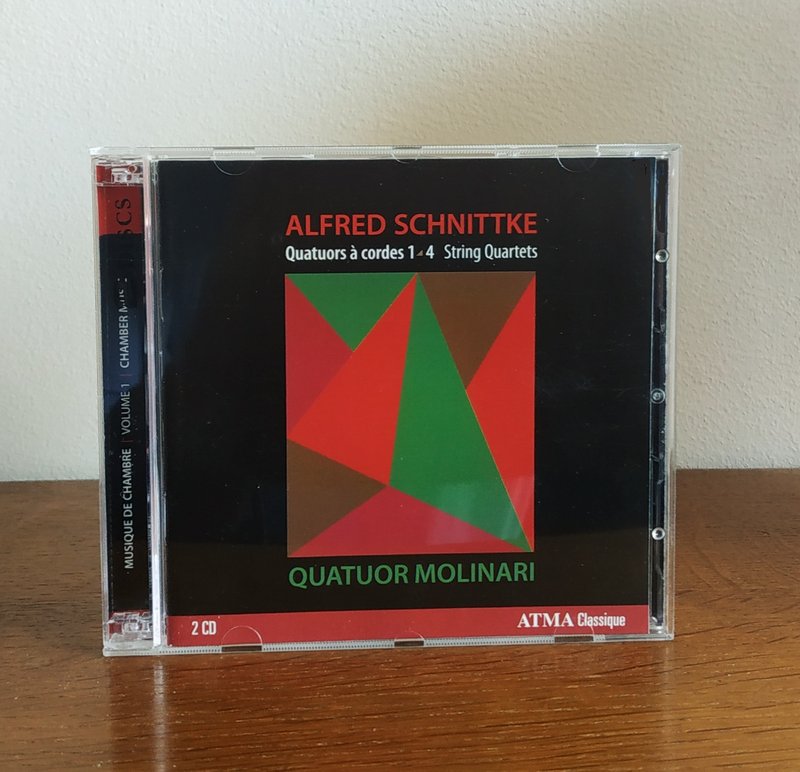 ALFRED SCHNITTKE
Quatuors à cordes 1-4 String Quartets
QUATUOR MOLINARI
2 CD
ATMA Classique
MUSIQUE DE CHAMBRE | VOLUME 1 | CHAMBER